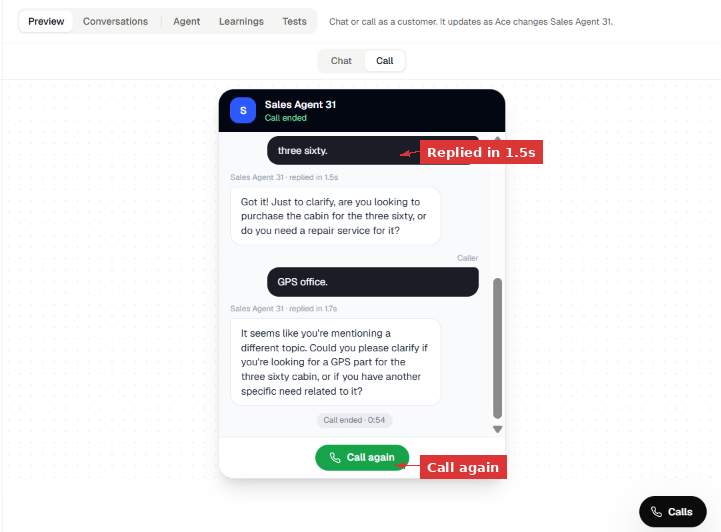 Preview Conversations Agent Learnings Tests Chat or call as a customer. It updates as Ace changes Sales Agent 31.
Chat Call
S
Sales Agent 31
Call ended
three sixty.
Replied in 1.5s
Sales Agent 31 · replied in 1.5s
Got it! Just to clarify, are you looking to
purchase the cabin for the three sixty, or
do you need a repair service for it?
Caller
GPS office.
Sales Agent 31 · replied in 1.7s
It seems like you're mentioning a
different topic. Could you please clarify if
you're looking for a GPS part for the
three sixty cabin, or if you have another
specific need related to it?
Call ended · 0:54
Call again
Call again
Calls